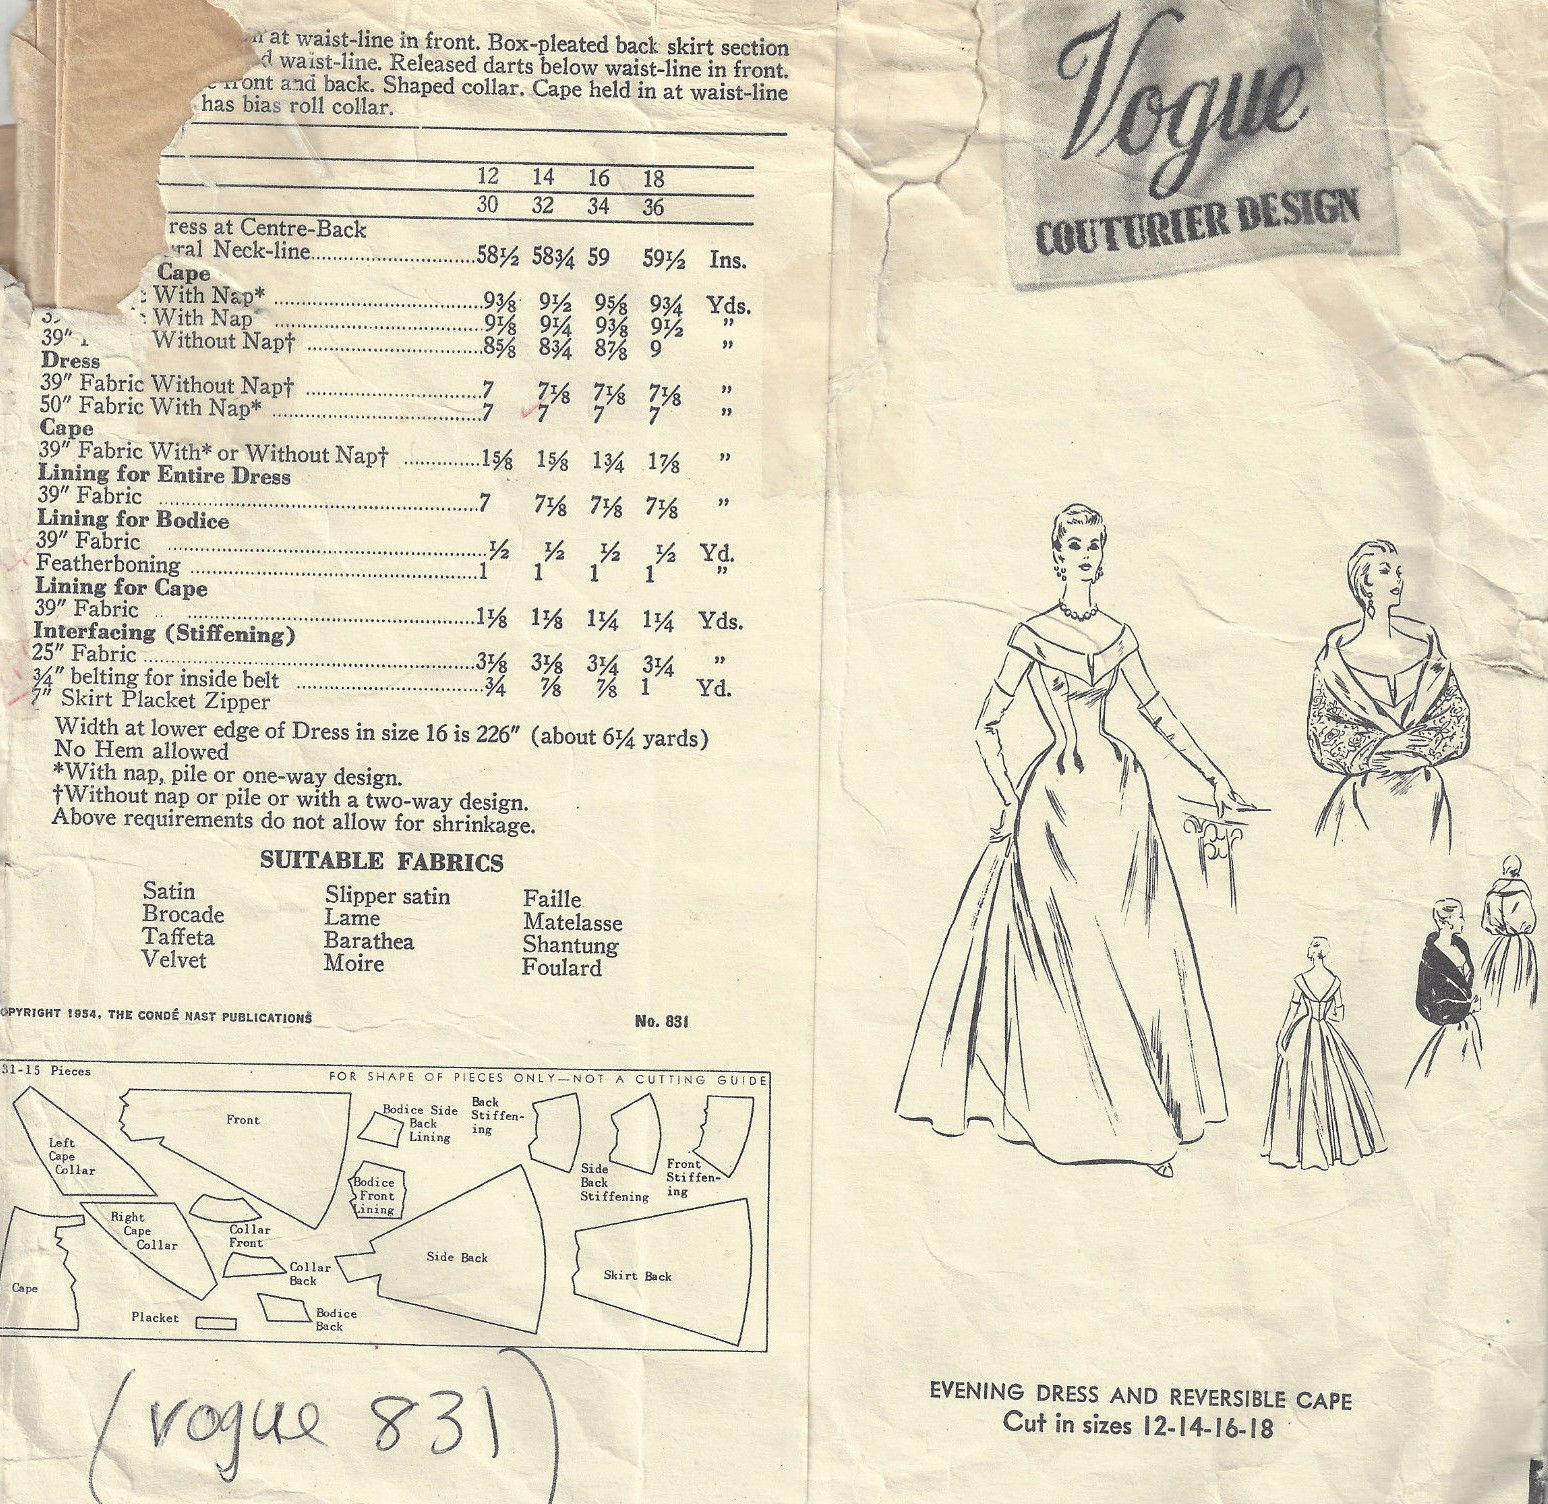 at waist-line in front. Box-pleated back skirt section
waist-line. Released darts below waist-line in front.
front and back. Shaped collar. Cape held in at waist-line
has bias roll collar.
12 14 16 18
30 32 34 36
ress at Centre-Back
ural Neck-line 58½ 58¾ 59 59½ Ins.
Cape
With Nap* 9⅜ 9½ 9⅝ 9¾ Yds.
With Nap 9⅛ 9¼ 9⅜ 9½ ”
39″ Without Nap† 8⅝ 8¾ 8⅞ 9 ”
Dress
39″ Fabric Without Nap† 7 7⅛ 7⅛ 7⅛ ”
50″ Fabric With Nap* 7 7 7 7 ”
Cape
39″ Fabric With* or Without Nap† 1⅝ 1⅝ 1¾ 1⅞ ”
Lining for Entire Dress
39″ Fabric 7 7⅛ 7⅛ 7⅛ ”
Lining for Bodice
39″ Fabric ½ ½ ½ ½ Yd.
Featherboning 1 1 1 1 ”
Lining for Cape
39″ Fabric 1⅛ 1⅛ 1¼ 1¼ Yds.
Interfacing (Stiffening)
25″ Fabric 3⅛ 3⅛ 3¼ 3¼ ”
¾″ belting for inside belt ¾ ⅞ ⅞ 1 Yd.
7″ Skirt Placket Zipper
Width at lower edge of Dress in size 16 is 226″ (about 6¼ yards)
No Hem allowed
*With nap, pile or one-way design.
†Without nap or pile or with a two-way design.
Above requirements do not allow for shrinkage.
SUITABLE FABRICS
Satin Slipper satin Faille
Brocade Lame Matelasse
Taffeta Barathea Shantung
Velvet Moire Foulard
OPYRIGHT 1954, THE CONDÉ NAST PUBLICATIONS No. 831
31-15 Pieces FOR SHAPE OF PIECES ONLY—NOT A CUTTING GUIDE
Left
Cape
Collar
Front
Bodice Side
Back
Lining
Back
Stiffen-
ing
Side
Back
Stiffening
Front
Stiffen-
ing
Bodice
Front
Lining
Right
Cape
Collar
Collar
Front
Collar
Back
Side Back
Skirt Back
Cape
Placket
Bodice
Back
(vogue 831)
Vogue
COUTURIER DESIGN
EVENING DRESS AND REVERSIBLE CAPE
Cut in sizes 12-14-16-18